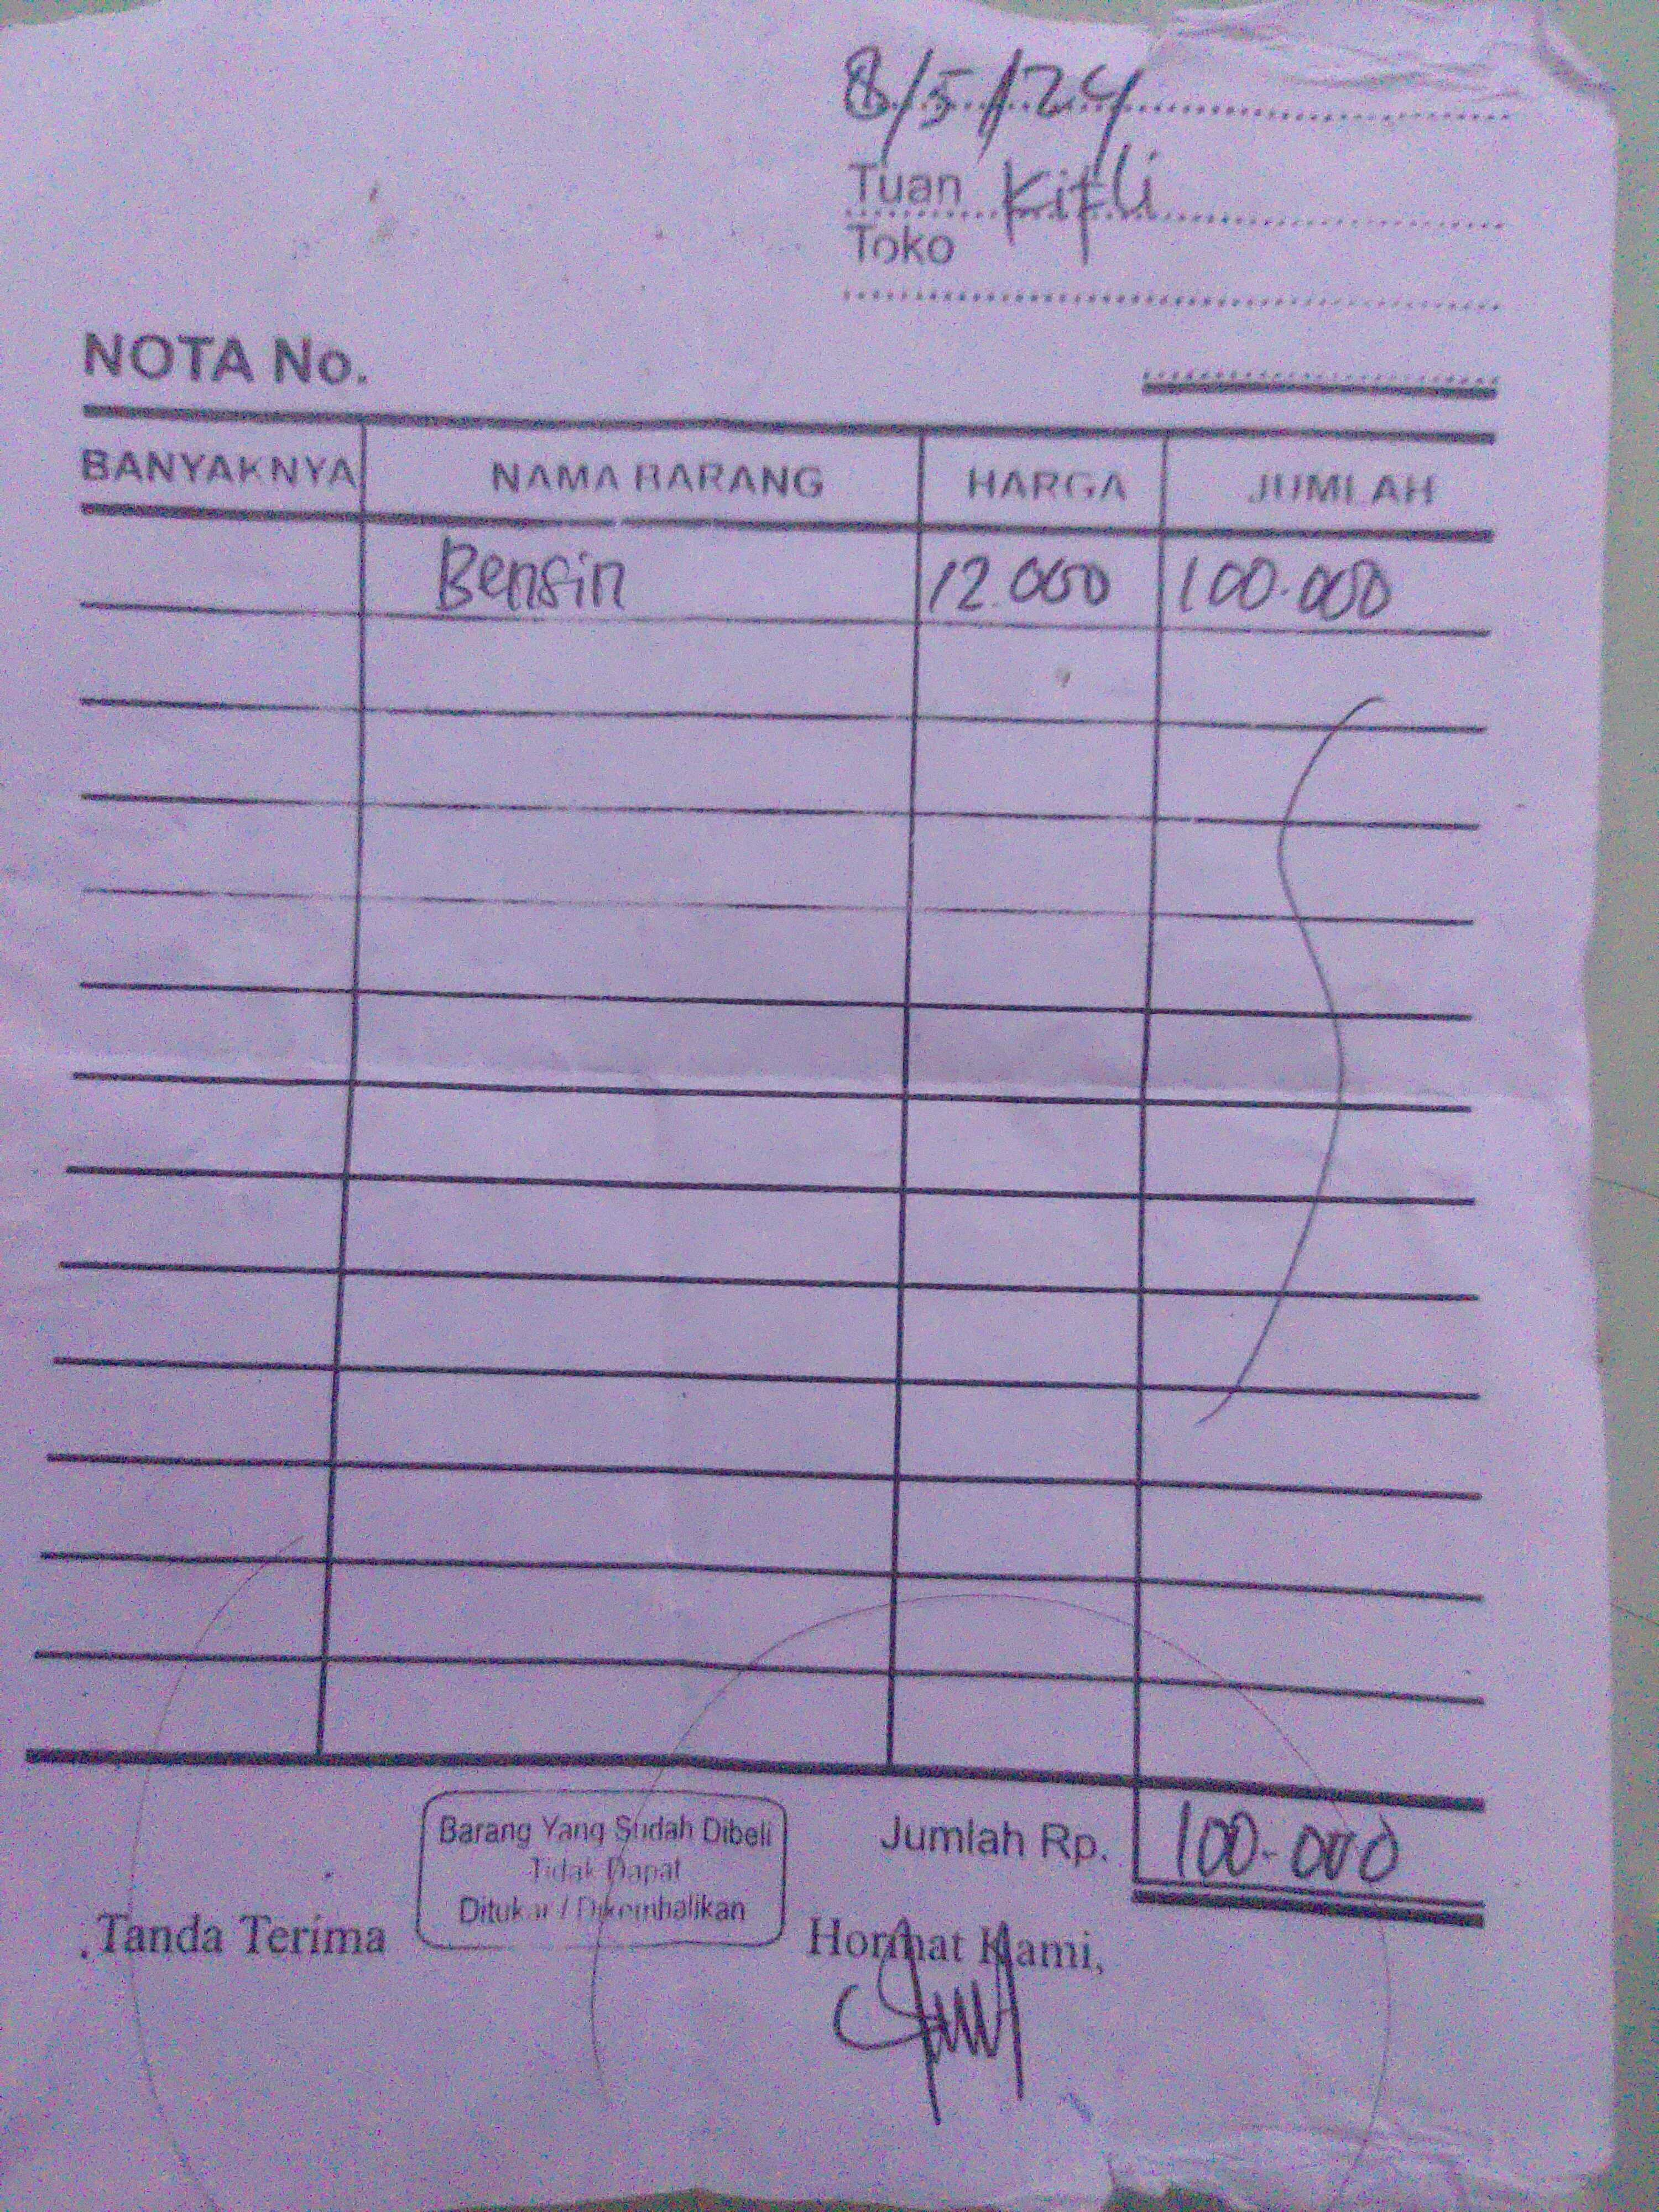 8/5/24
Tuan Kifli
Toko
NOTA No.
BANYAKNYA NAMA BARANG HARGA JUMLAH
Bensin 12.000 100.000
Jumlah Rp. 100.000
Barang Yang Sudah Dibeli
Tidak Dapat
Ditukar / Dikembalikan
Tanda Terima
Hormat Kami,